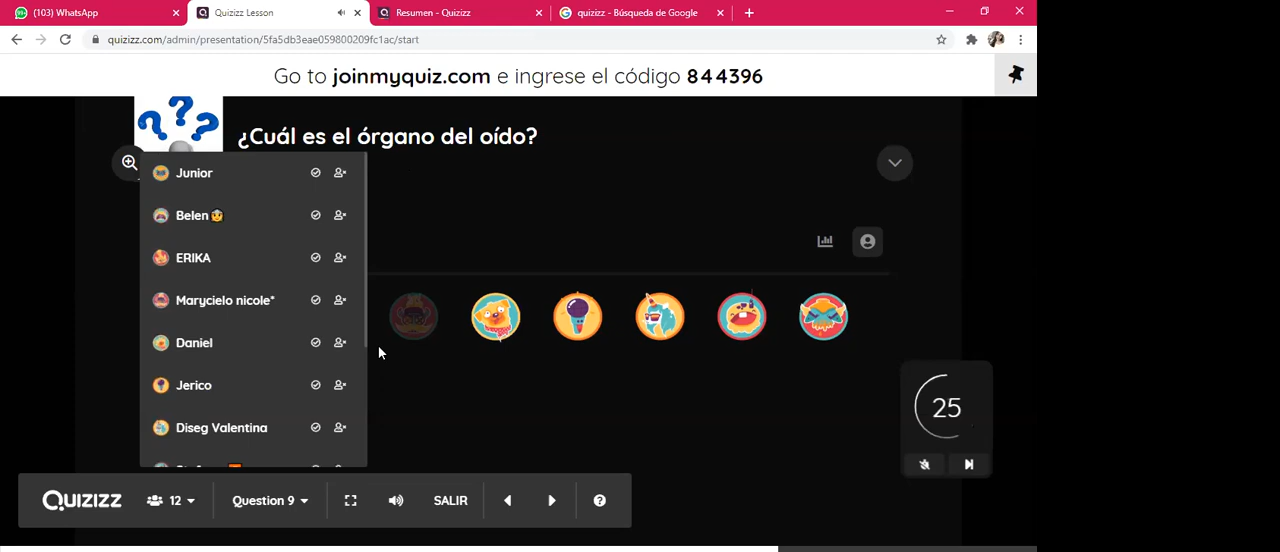 (103) WhatsApp
Quizizz Lesson
Resumen - Quizizz
quizizz - Búsqueda de Google
quizizz.com/admin/presentation/5fa5db3eae059800209fc1ac/start
Go to joinmyquiz.com e ingrese el código 844396
???
¿Cuál es el órgano del oído?
Junior
Belen
ERIKA
Marycielo nicole*
Daniel
Jerico
Diseg Valentina
25
QUIZIZZ
12
Question 9
SALIR
?